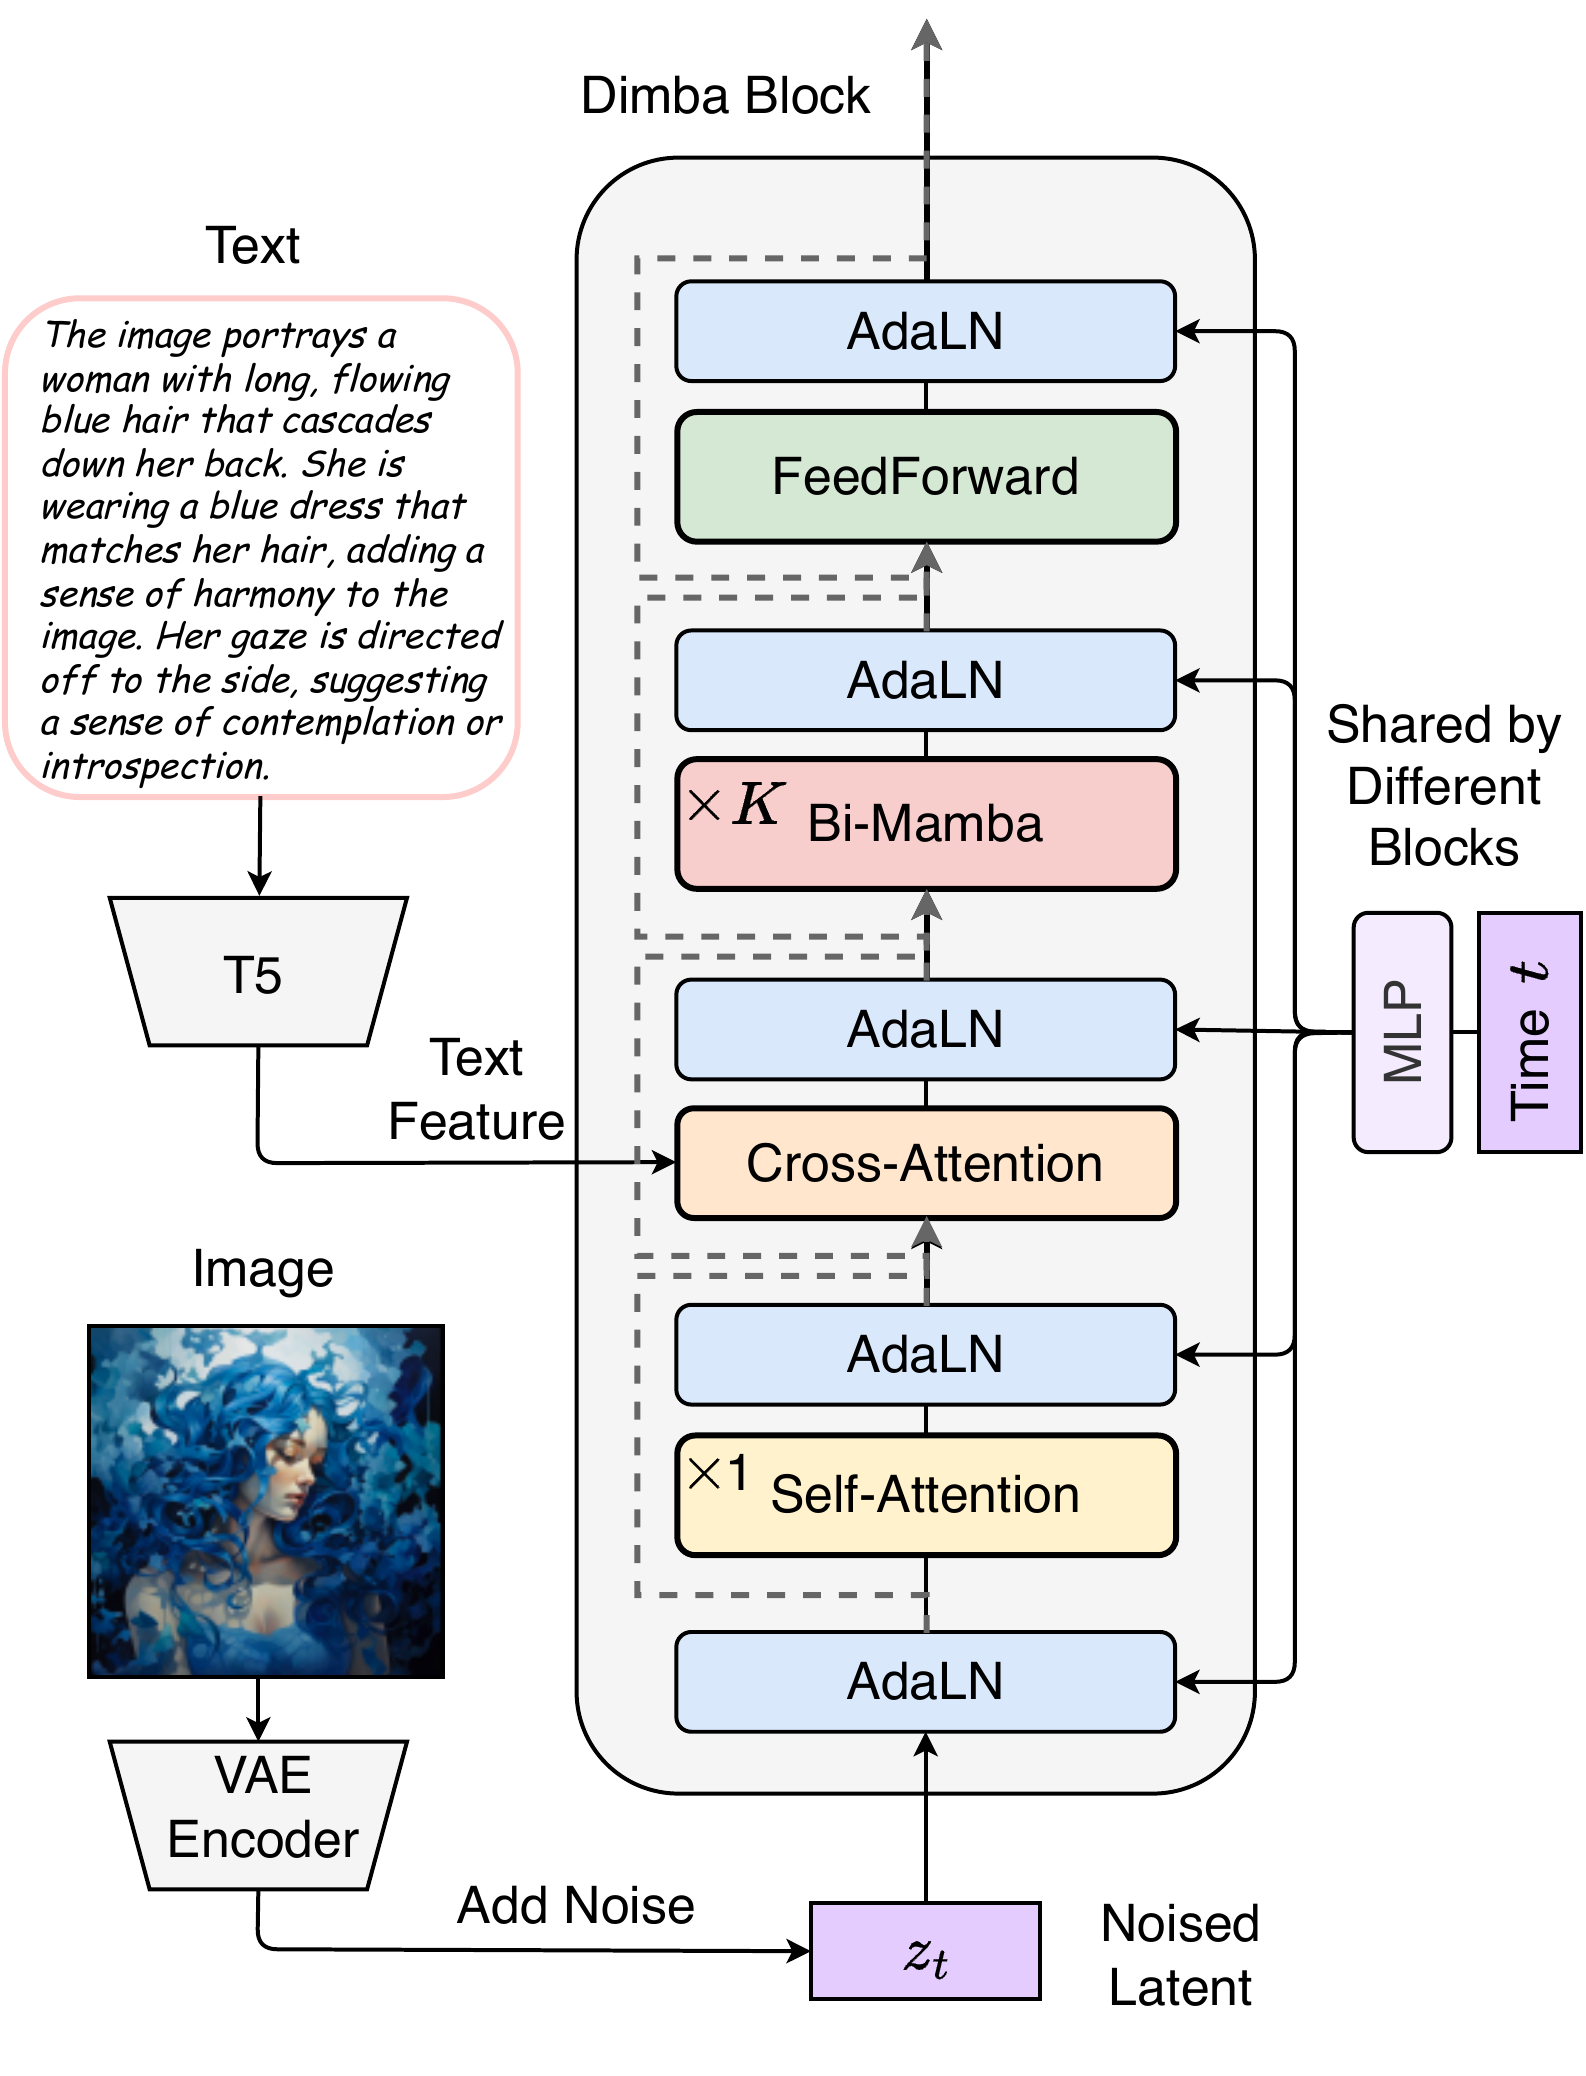 Dimba Block
Text
The image portrays a
woman with long, flowing
blue hair that cascades
down her back. She is
wearing a blue dress that
matches her hair, adding a
sense of harmony to the
image. Her gaze is directed
off to the side, suggesting
a sense of contemplation or
introspection.
T5
Text
Feature
Image
VAE
Encoder
Add Noise
AdaLN
FeedForward
AdaLN
×K Bi-Mamba
AdaLN
Cross-Attention
AdaLN
×1 Self-Attention
AdaLN
z_t
Noised
Latent
Shared by
Different
Blocks
MLP
Time t